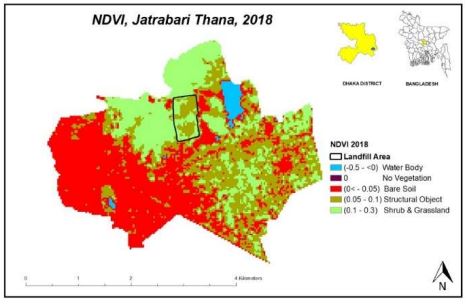 NDVI, Jatrabari Thana, 2018
DHAKA DISTRICT
BANGLADESH
NDVI 2018
Landfill Area
(-0.5 - <0) Water Body
0 No Vegetation
(0< - 0.05) Bare Soil
(0.05 - 0.1) Structural Object
(0.1 - 0.3) Shrub & Grassland
0 1 2 4 Kilometers
N